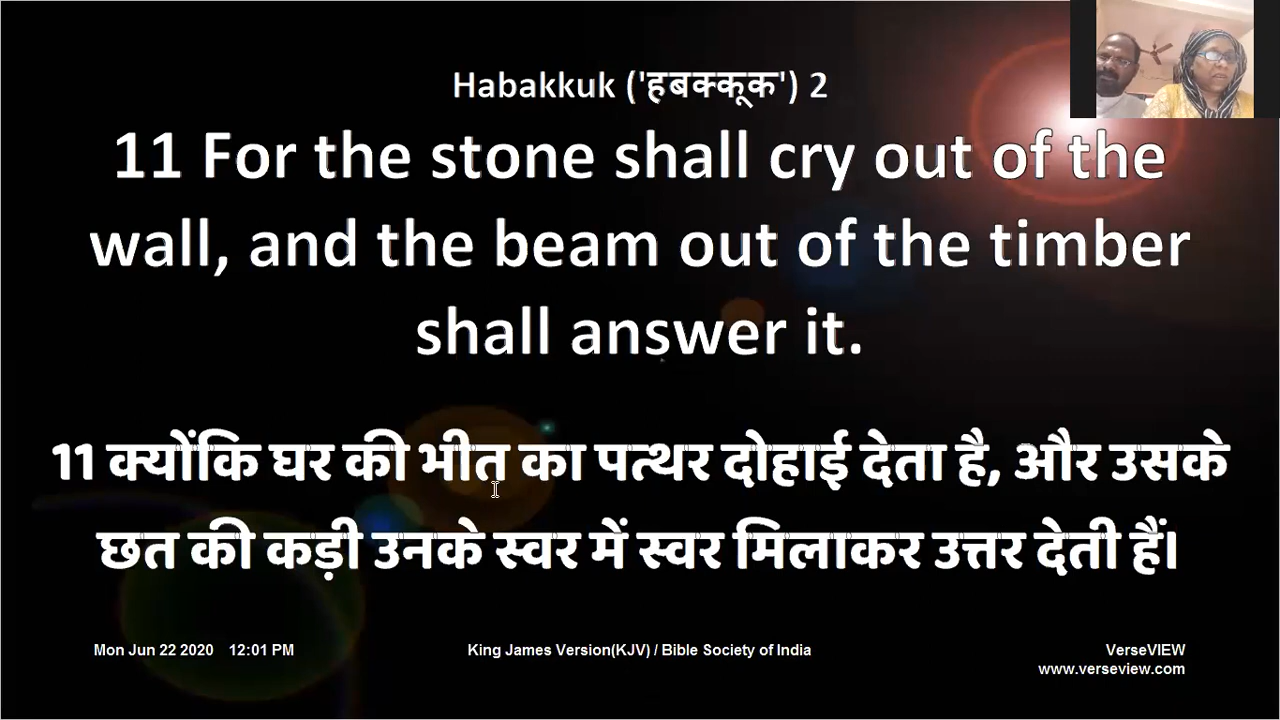 Habakkuk ('हबक्कूक') 2
11 For the stone shall cry out of the
wall, and the beam out of the timber
shall answer it.
11 क्योंकि घर की भीत का पत्थर दोहाई देता है, और उसके
छत की कड़ी उनके स्वर में स्वर मिलाकर उत्तर देती हैं।
Mon Jun 22 2020 12:01 PM
King James Version(KJV) / Bible Society of India
VerseVIEW
www.verseview.com